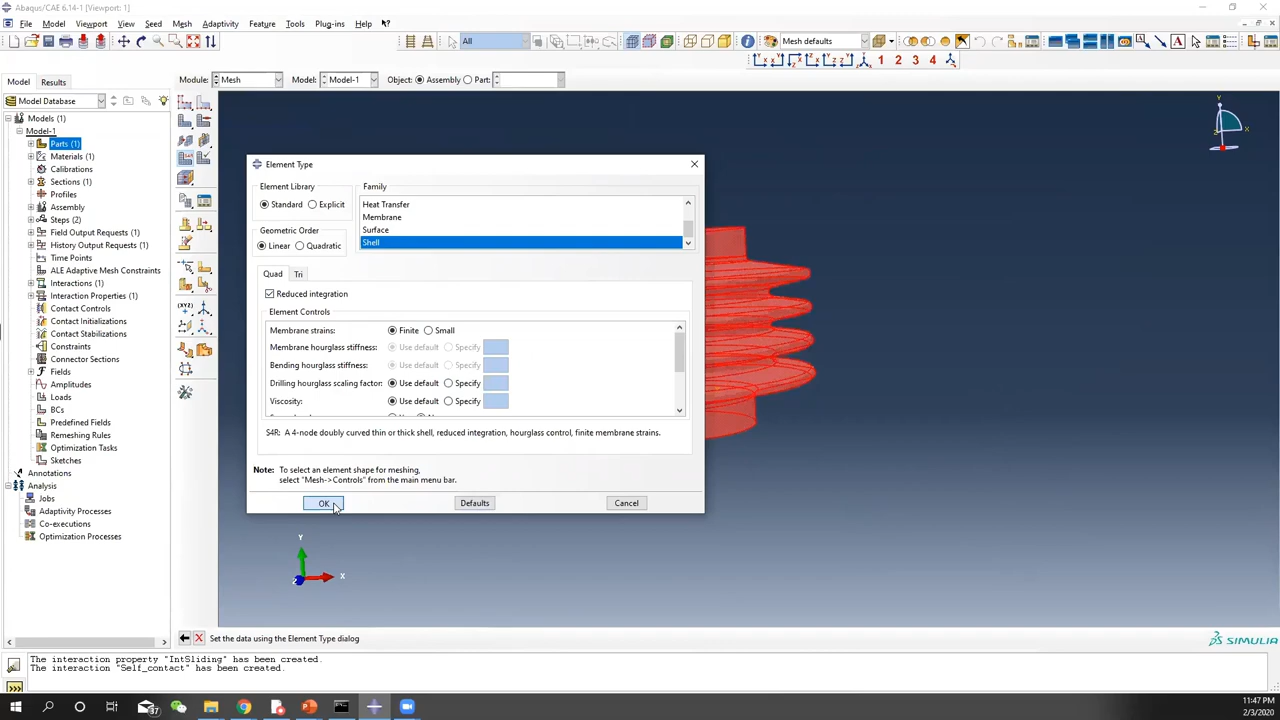 Abaqus/CAE 6.14-1 [Viewport: 1]
File Model Viewport View Seed Mesh Adaptivity Feature Tools Plug-ins Help
All Mesh defaults
1 2 3 4
Model Results Module: Mesh Model: Model-1 Object: Assembly Part:
Model Database
Models (1)
Model-1
Parts (1)
Materials (1)
Calibrations
Sections (1)
Profiles
Assembly
Steps (2)
Field Output Requests (1)
History Output Requests (1)
Time Points
ALE Adaptive Mesh Constraints
Interactions (1)
Interaction Properties (1)
Contact Controls
Contact Initializations
Contact Stabilizations
Constraints
Connector Sections
Fields
Amplitudes
Loads
BCs
Predefined Fields
Remeshing Rules
Optimization Tasks
Sketches
Annotations
Analysis
Jobs
Adaptivity Processes
Co-executions
Optimization Processes
Element Type
Element Library
Standard Explicit
Geometric Order
Linear Quadratic
Family
Heat Transfer
Membrane
Surface
Shell
Quad Tri
Reduced integration
Element Controls
Membrane strains: Finite Small
Membrane hourglass stiffness: Use default Specify
Bending hourglass stiffness: Use default Specify
Drilling hourglass scaling factor: Use default Specify
Viscosity: Use default Specify
S4R: A 4-node doubly curved thin or thick shell, reduced integration, hourglass control, finite membrane strains.
Note: To select an element shape for meshing,
select "Mesh->Controls" from the main menu bar.
OK Defaults Cancel
Y
X
Z
Y
X
Set the data using the Element Type dialog
SIMULIA
The interaction property "IntSliding" has been created.
The interaction "Self_contact" has been created.
11:47 PM
2/3/2020